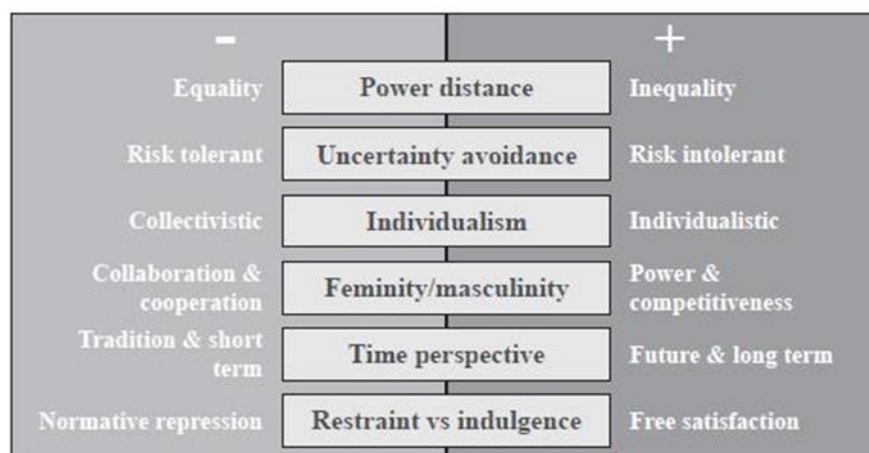 - +
Equality Power distance Inequality
Risk tolerant Uncertainty avoidance Risk intolerant
Collectivistic Individualism Individualistic
Collaboration &
cooperation
Feminity/masculinity
Power &
competitiveness
Tradition & short
term
Time perspective
Future & long term
Normative repression Restraint vs indulgence Free satisfaction